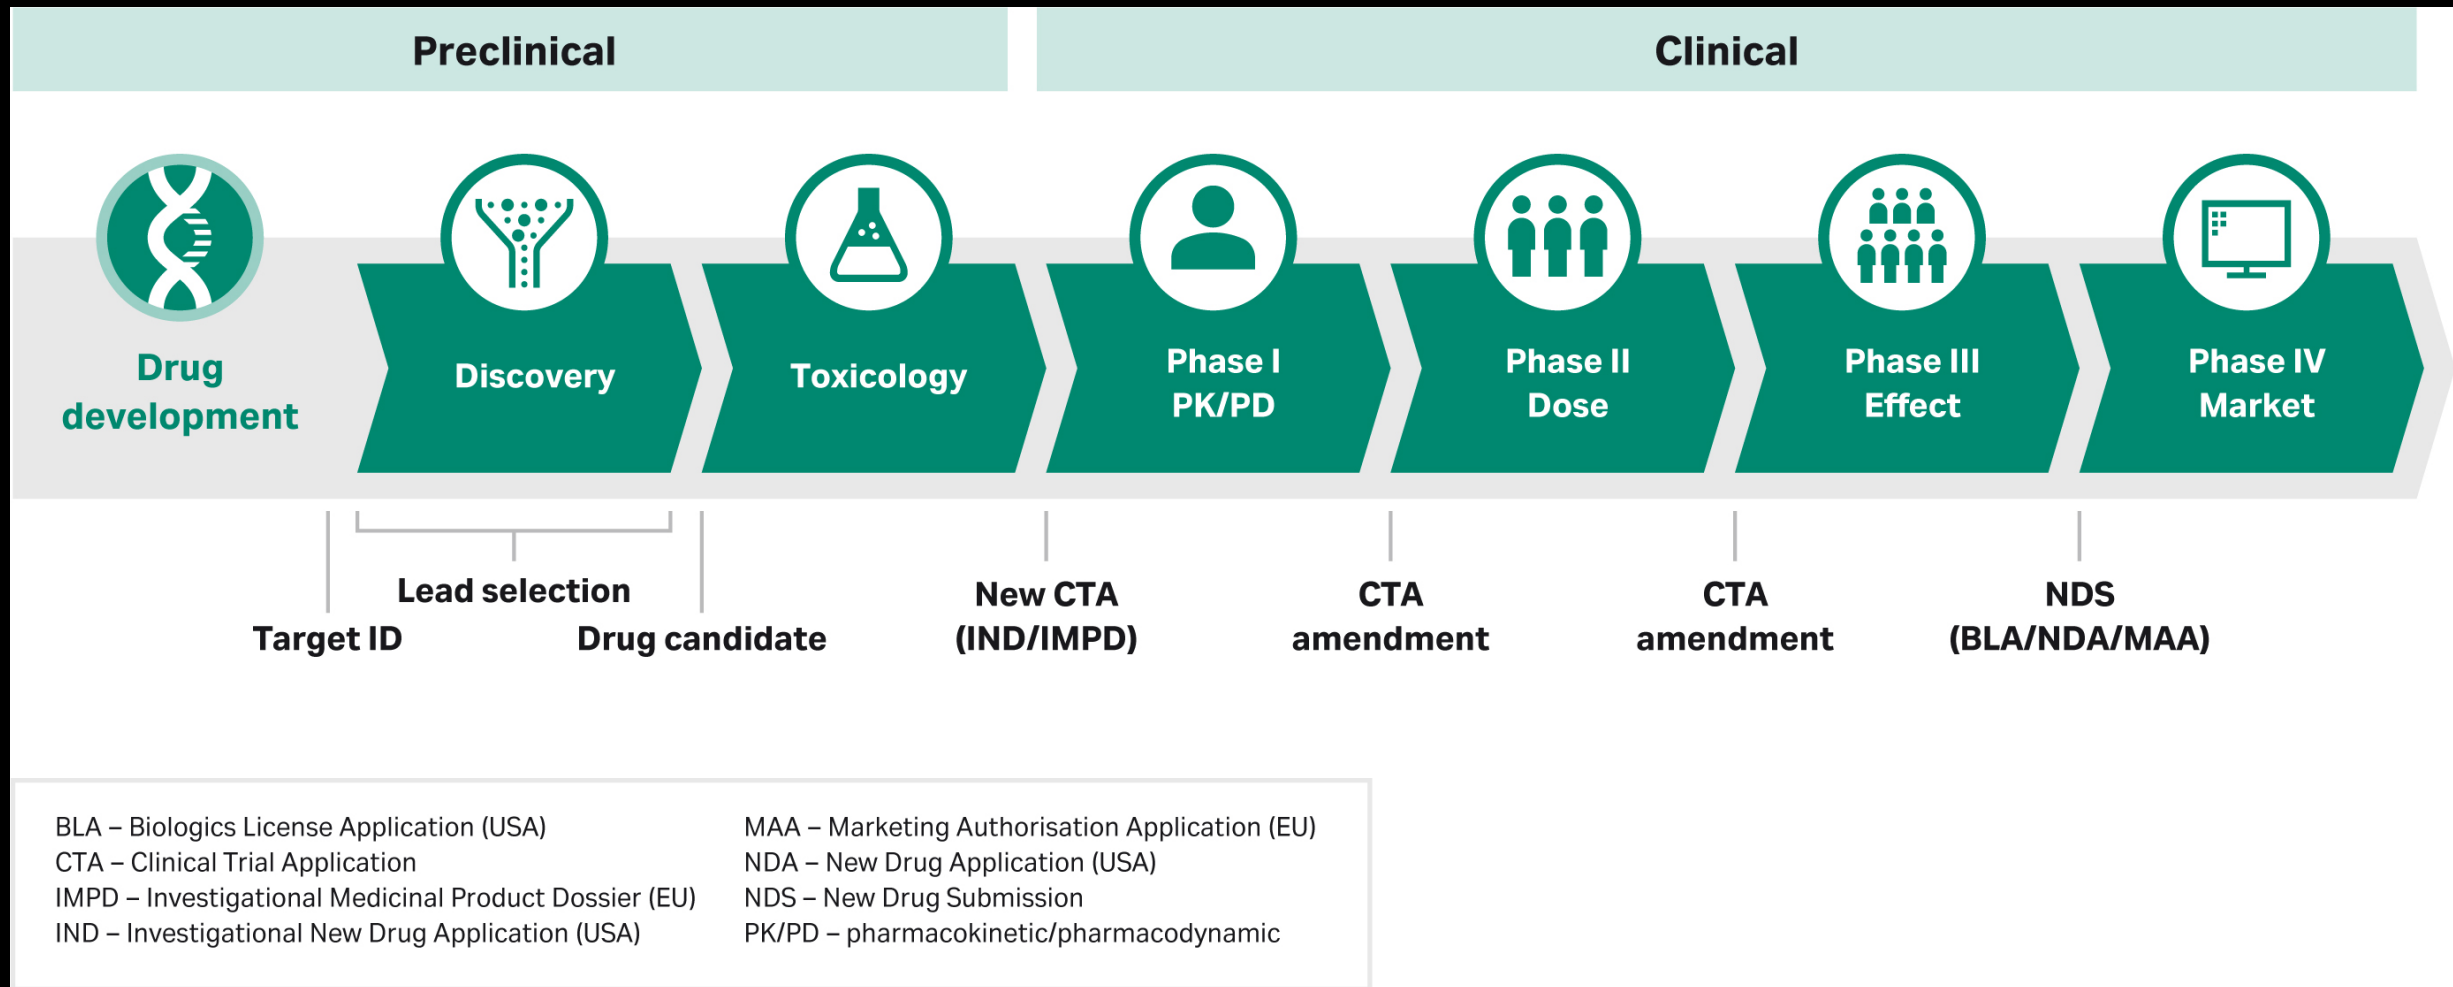 Preclinical
Clinical
Drug
development
Discovery
Toxicology
Phase I
PK/PD
Phase II
Dose
Phase III
Effect
Phase IV
Market
Target ID
Lead selection
Drug candidate
New CTA
(IND/IMPD)
CTA
amendment
CTA
amendment
NDS
(BLA/NDA/MAA)
BLA – Biologics License Application (USA)
CTA – Clinical Trial Application
IMPD – Investigational Medicinal Product Dossier (EU)
IND – Investigational New Drug Application (USA)
MAA – Marketing Authorisation Application (EU)
NDA – New Drug Application (USA)
NDS – New Drug Submission
PK/PD – pharmacokinetic/pharmacodynamic